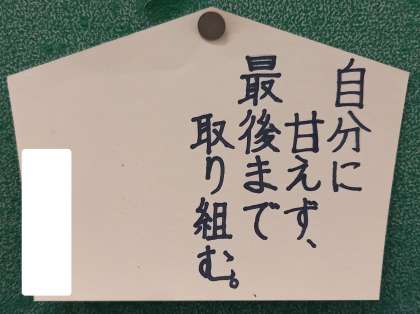 自分に
甘えず、
最後まで
取り組む。